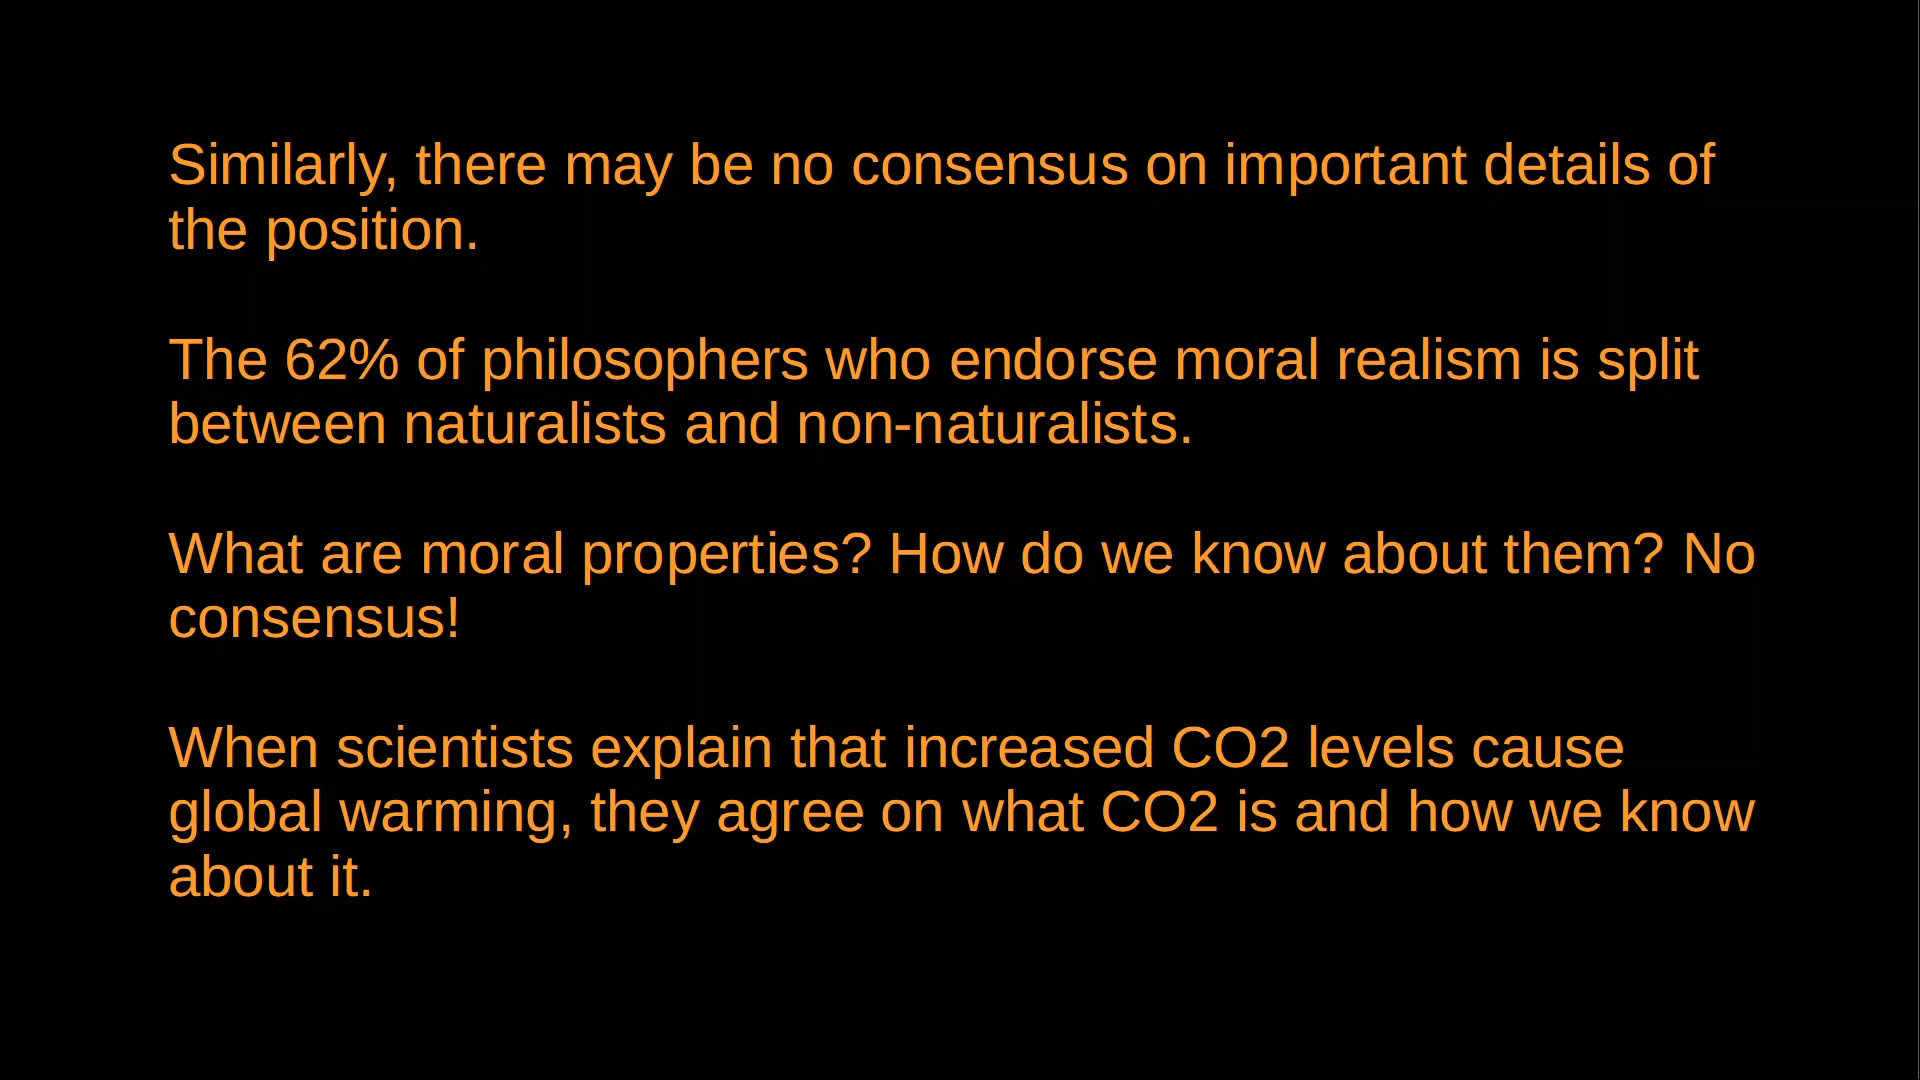 Similarly, there may be no consensus on important details of
the position.
The 62% of philosophers who endorse moral realism is split
between naturalists and non-naturalists.
What are moral properties? How do we know about them? No
consensus!
When scientists explain that increased CO2 levels cause
global warming, they agree on what CO2 is and how we know
about it.